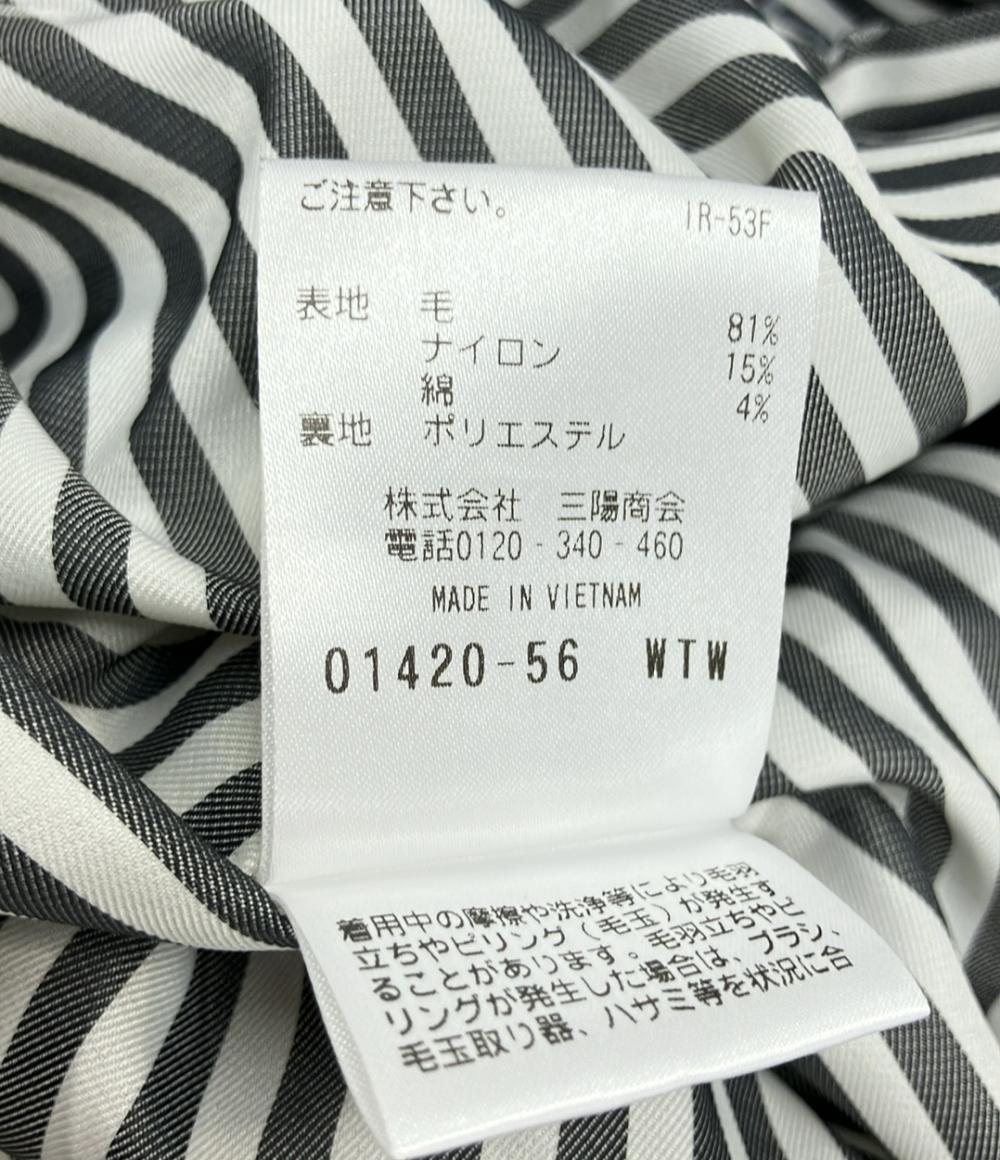 ご注意下さい。
IR-53F
表地 毛 81%
ナイロン 15%
綿 4%
裏地 ポリエステル
株式会社 三陽商会
電話0120-340-460
MADE IN VIETNAM
01420-56 WTW
着用中の摩擦や洗浄等により毛羽
立ちやピリング(毛玉)が発生す
ることがあります。毛羽立ちやピ
リングが発生した場合は、ブラシ、
毛玉取り器、ハサミ等を状況に合